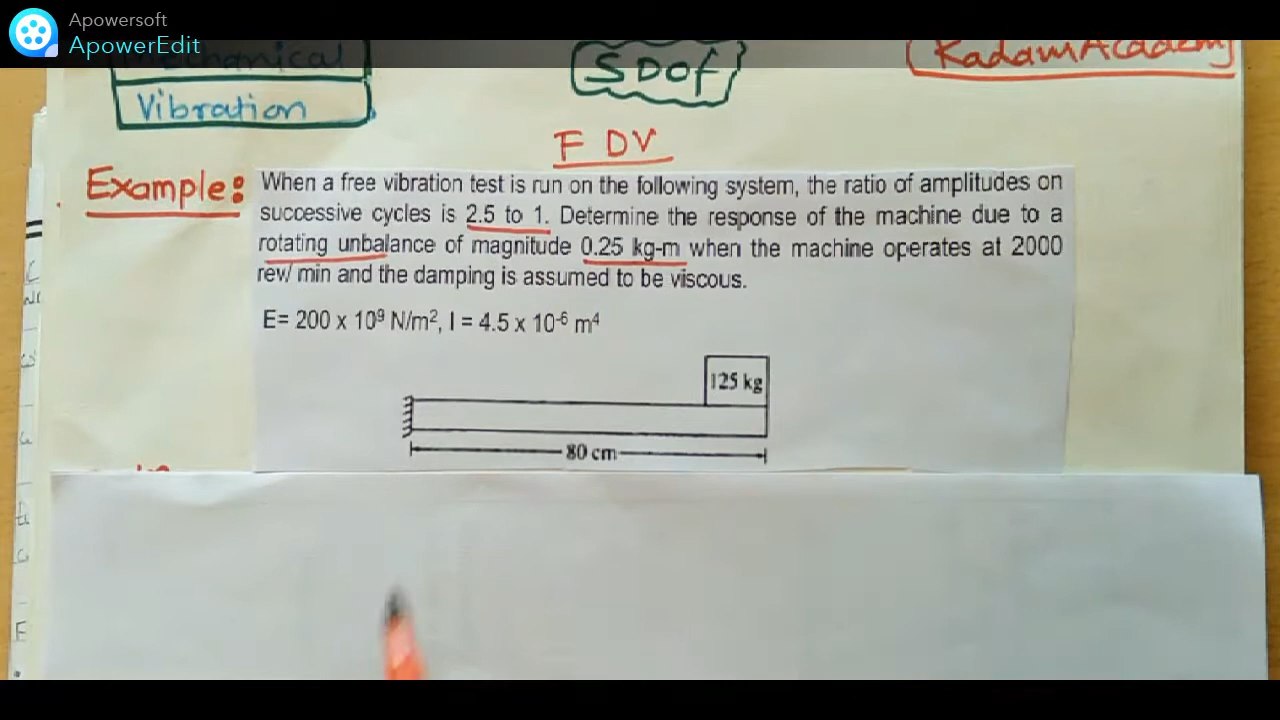 Apowersoft
ApowerEdit
Mechanical
Vibration
SDof
Kadam Academy
F DV
Example:
When a free vibration test is run on the following system, the ratio of amplitudes on
successive cycles is 2.5 to 1. Determine the response of the machine due to a
rotating unbalance of magnitude 0.25 kg-m when the machine operates at 2000
rev/ min and the damping is assumed to be viscous.
E= 200 x 10⁹ N/m², I = 4.5 x 10⁻⁶ m⁴
125 kg
80 cm